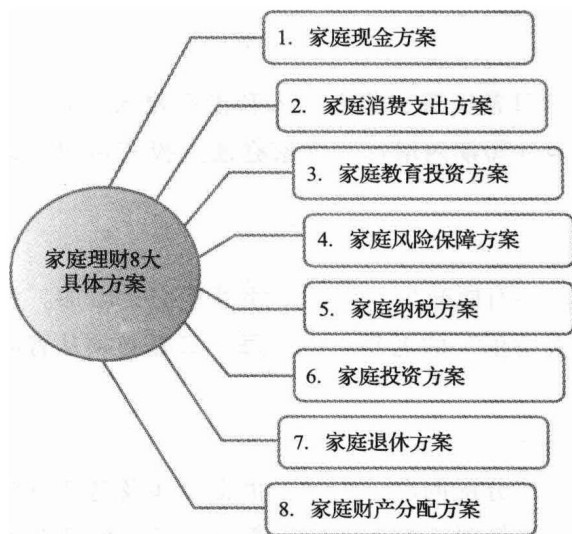 家庭理财8大
具体方案
1. 家庭现金方案
2. 家庭消费支出方案
3. 家庭教育投资方案
4. 家庭风险保障方案
5. 家庭纳税方案
6. 家庭投资方案
7. 家庭退休方案
8. 家庭财产分配方案